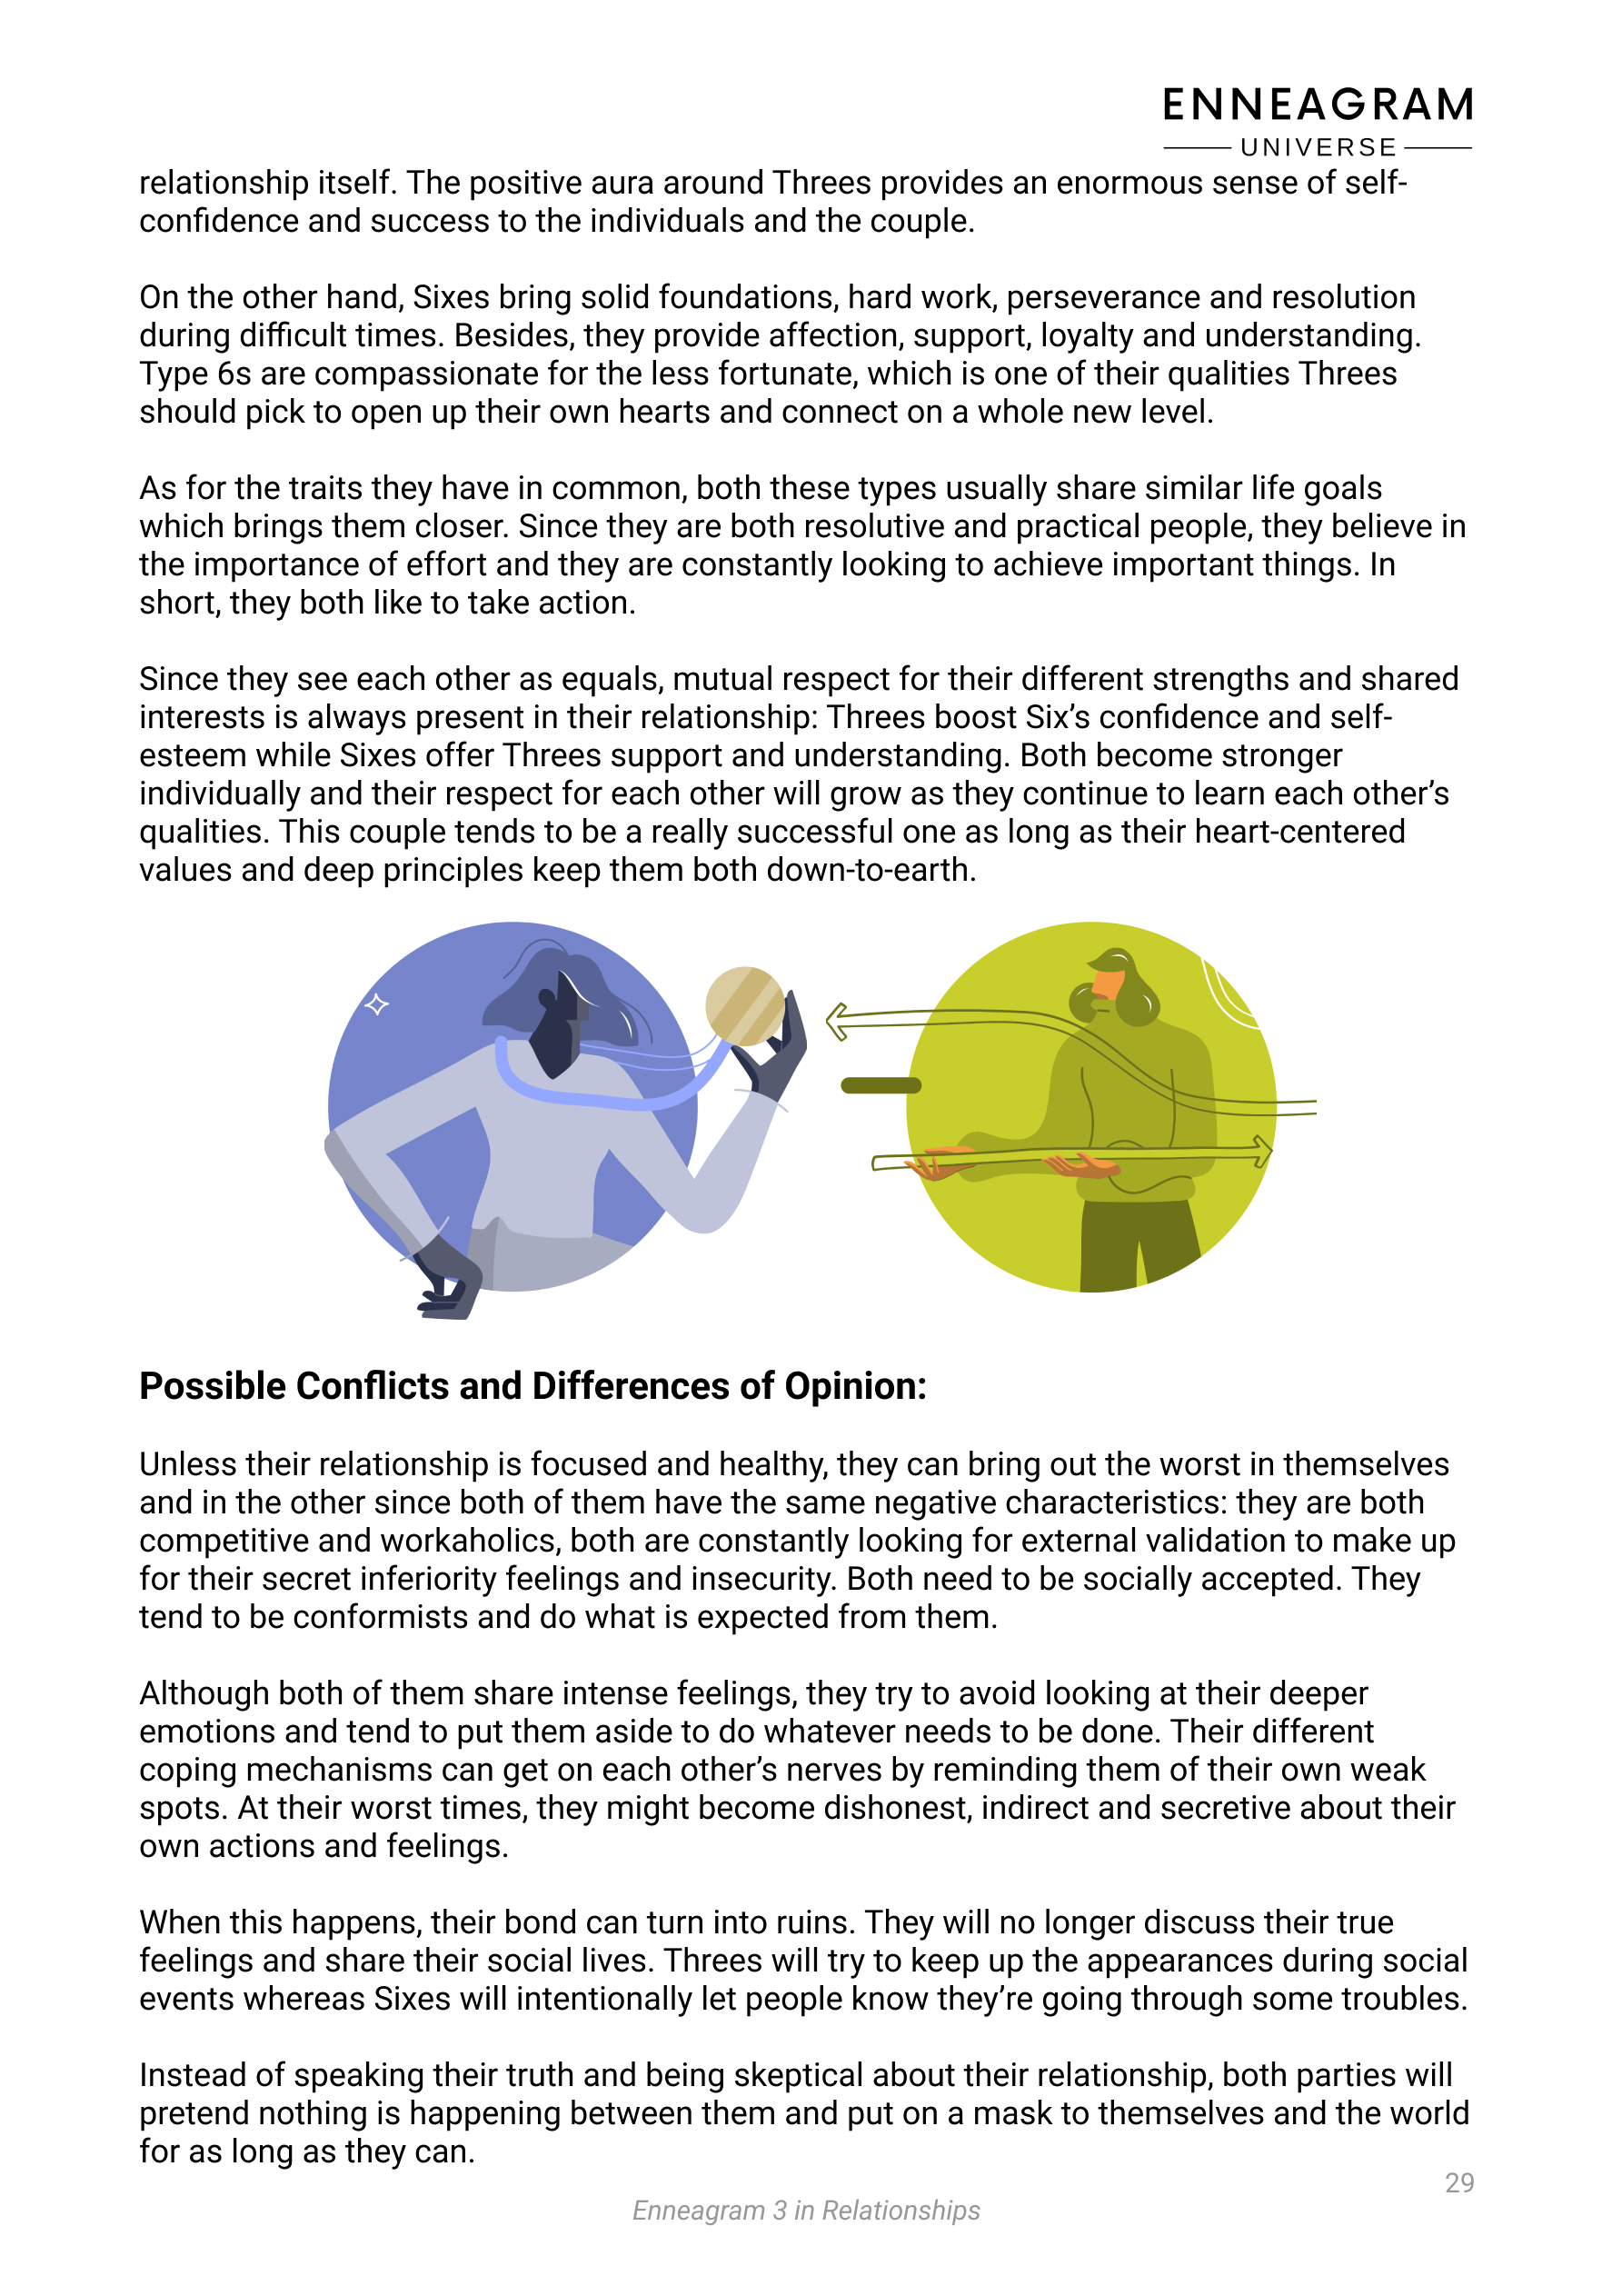 ENNEAGRAM
UNIVERSE
relationship itself. The positive aura around Threes provides an enormous sense of self-
confidence and success to the individuals and the couple.
On the other hand, Sixes bring solid foundations, hard work, perseverance and resolution
during difficult times. Besides, they provide affection, support, loyalty and understanding.
Type 6s are compassionate for the less fortunate, which is one of their qualities Threes
should pick to open up their own hearts and connect on a whole new level.
As for the traits they have in common, both these types usually share similar life goals
which brings them closer. Since they are both resolutive and practical people, they believe in
the importance of effort and they are constantly looking to achieve important things. In
short, they both like to take action.
Since they see each other as equals, mutual respect for their different strengths and shared
interests is always present in their relationship: Threes boost Six’s confidence and self-
esteem while Sixes offer Threes support and understanding. Both become stronger
individually and their respect for each other will grow as they continue to learn each other’s
qualities. This couple tends to be a really successful one as long as their heart-centered
values and deep principles keep them both down-to-earth.
Possible Conflicts and Differences of Opinion:
Unless their relationship is focused and healthy, they can bring out the worst in themselves
and in the other since both of them have the same negative characteristics: they are both
competitive and workaholics, both are constantly looking for external validation to make up
for their secret inferiority feelings and insecurity. Both need to be socially accepted. They
tend to be conformists and do what is expected from them.
Although both of them share intense feelings, they try to avoid looking at their deeper
emotions and tend to put them aside to do whatever needs to be done. Their different
coping mechanisms can get on each other’s nerves by reminding them of their own weak
spots. At their worst times, they might become dishonest, indirect and secretive about their
own actions and feelings.
When this happens, their bond can turn into ruins. They will no longer discuss their true
feelings and share their social lives. Threes will try to keep up the appearances during social
events whereas Sixes will intentionally let people know they’re going through some troubles.
Instead of speaking their truth and being skeptical about their relationship, both parties will
pretend nothing is happening between them and put on a mask to themselves and the world
for as long as they can.
29
Enneagram 3 in Relationships